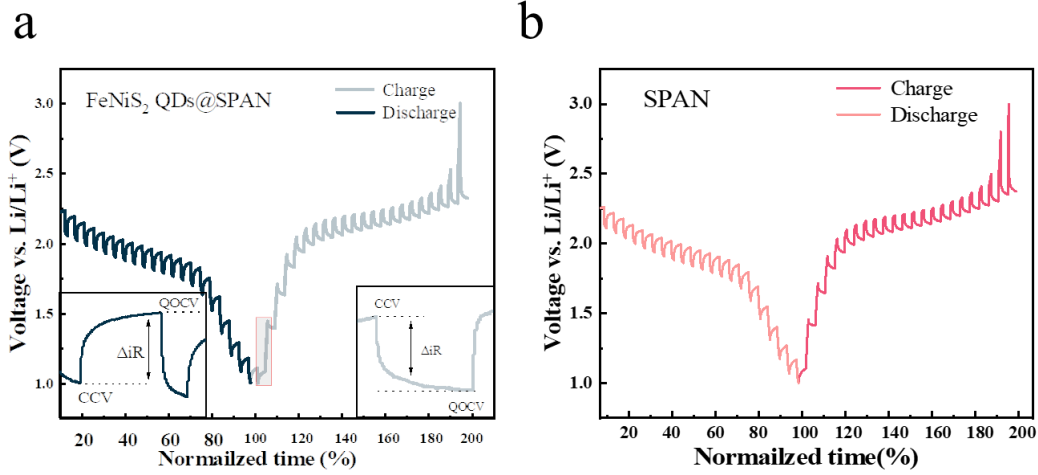 a
FeNiS₂ QDs@SPAN
Charge
Discharge
Voltage vs. Li/Li⁺ (V)
3.0
2.5
2.0
1.5
1.0
QOCV
ΔiR
CCV
CCV
ΔiR
QOCV
20 40 60 80 100 120 140 160 180 200
Normailzed time (%)
b
SPAN
Charge
Discharge
Voltage vs. Li/Li⁺ (V)
3.0
2.5
2.0
1.5
1.0
20 40 60 80 100 120 140 160 180 200
Normailzed time(%)